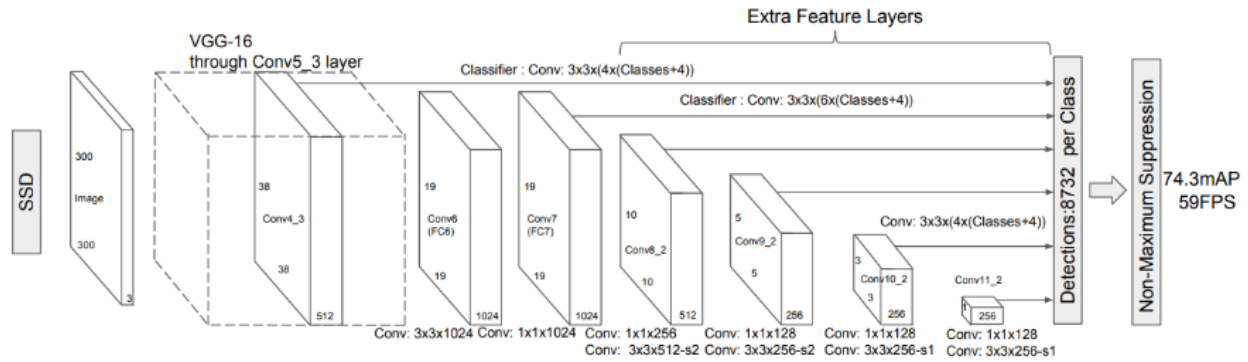 Extra Feature Layers
VGG-16
through Conv5_3 layer
Classifier : Conv: 3x3x(4x(Classes+4))
Classifier : Conv: 3x3x(6x(Classes+4))
SSD
300
Image
300
3
38
Conv4_3
38
512
19
Conv6
(FC6)
19
1024
19
Conv7
(FC7)
19
1024
10
Conv8_2
10
512
5
Conv9_2
5
256
Conv: 3x3x(4x(Classes+4))
3
Conv10_2
3
256
Conv11_2
1
256
Detections:8732 per Class
Non-Maximum Suppression
74.3mAP
59FPS
Conv: 3x3x1024
Conv: 1x1x1024
Conv: 1x1x256
Conv: 3x3x512-s2
Conv: 1x1x128
Conv: 3x3x256-s2
Conv: 1x1x128
Conv: 3x3x256-s1
Conv: 1x1x128
Conv: 3x3x256-s1